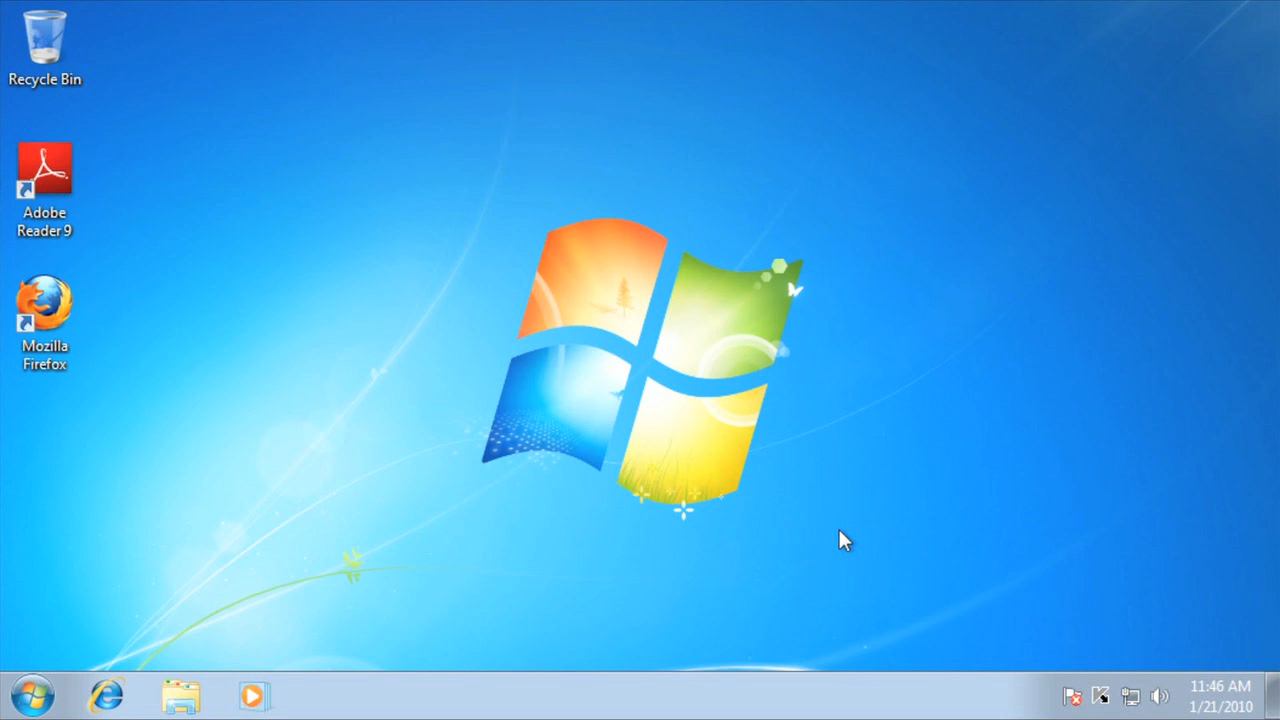 Recycle Bin
Adobe
Reader 9
Mozilla
Firefox
11:46 AM
1/21/2010